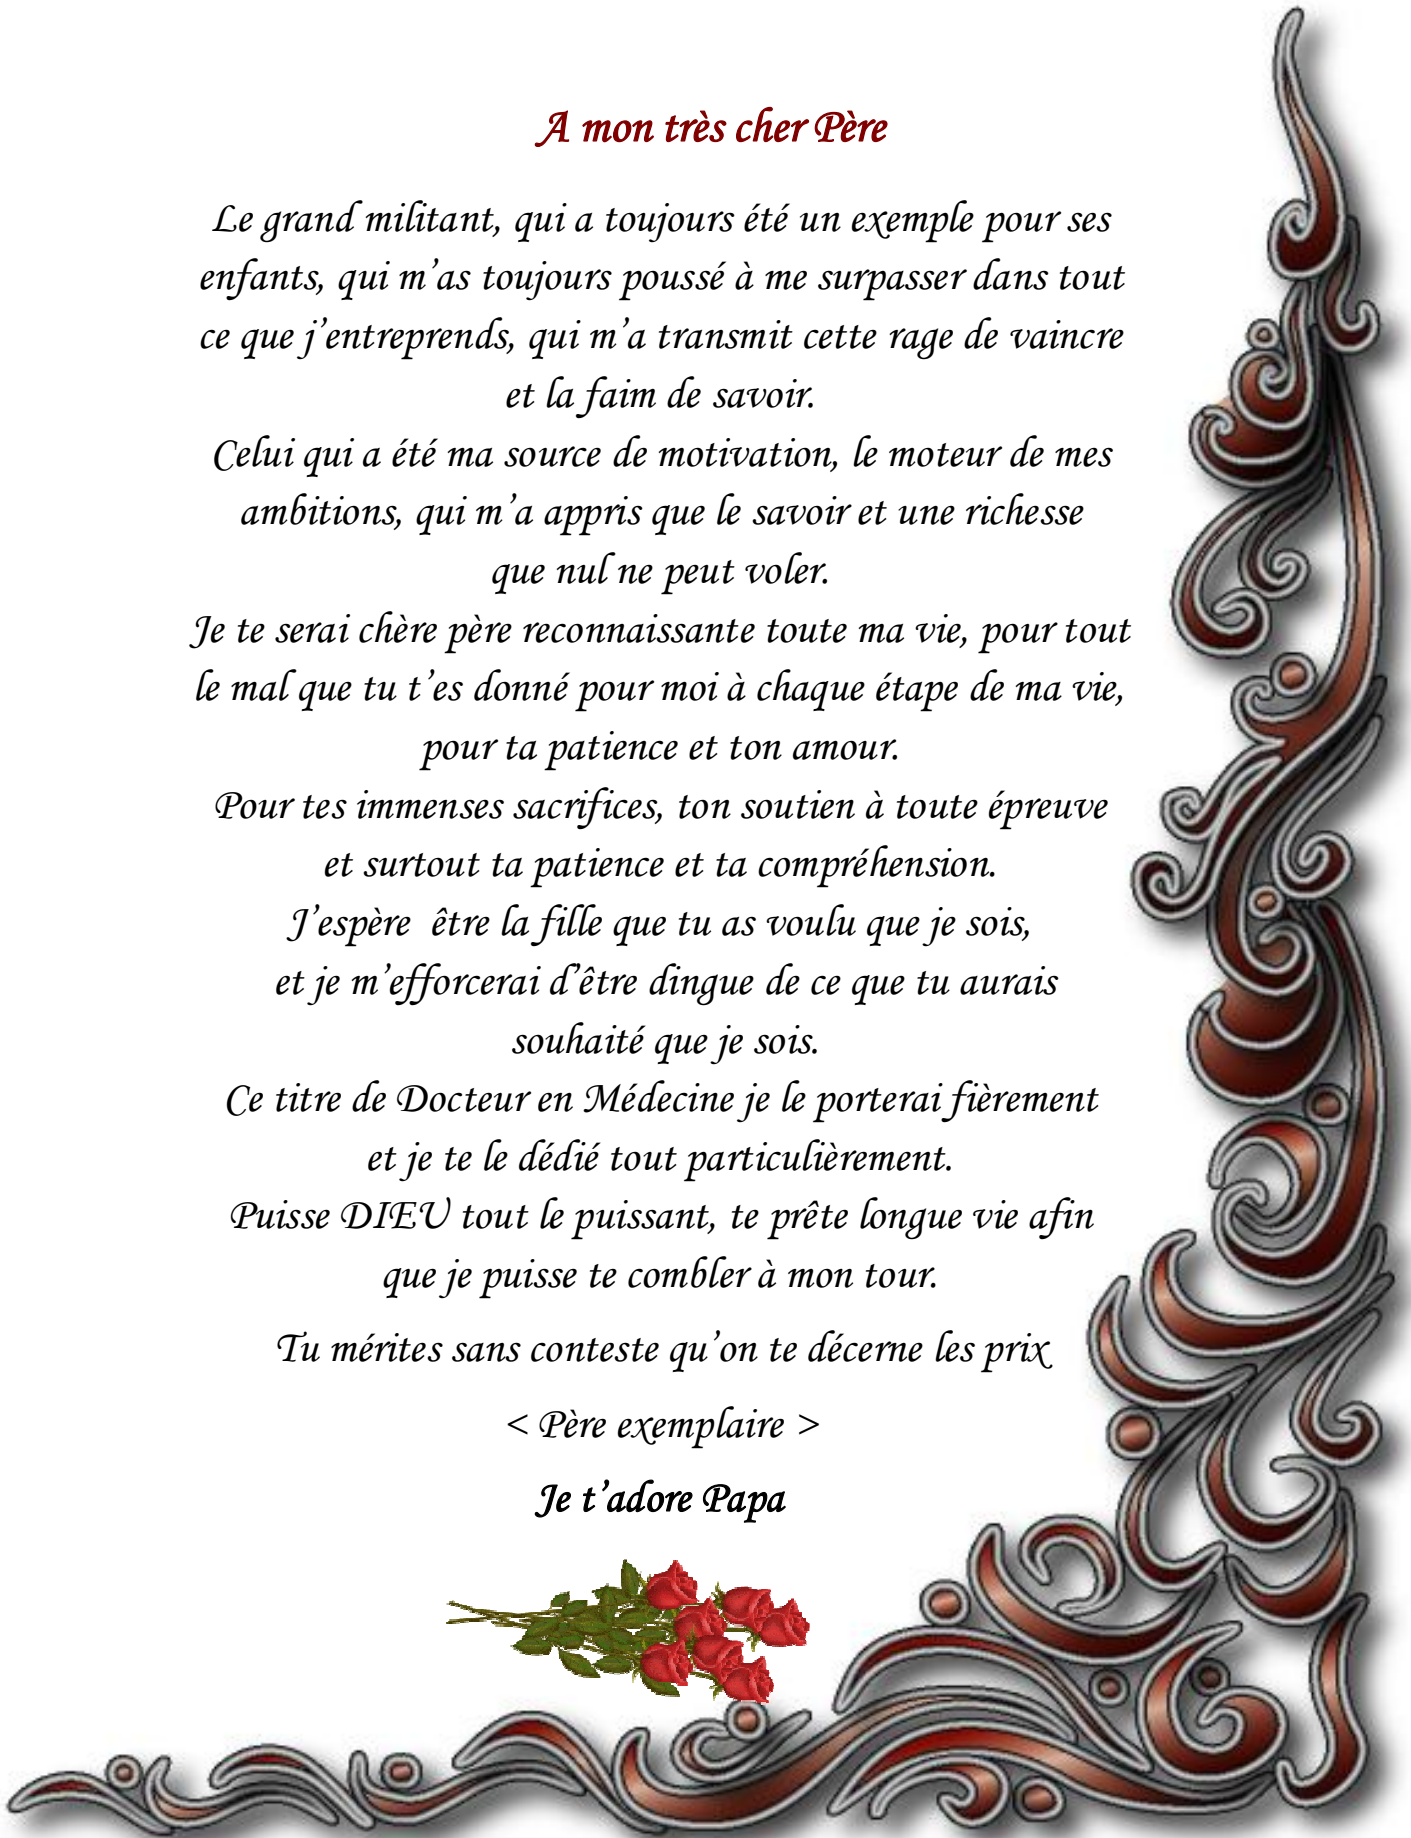 A mon très cher Père
Le grand militant, qui a toujours été un exemple pour ses
enfants, qui m’as toujours poussé à me surpasser dans tout
ce que j’entreprends, qui m’a transmit cette rage de vaincre
et la faim de savoir.
Celui qui a été ma source de motivation, le moteur de mes
ambitions, qui m’a appris que le savoir et une richesse
que nul ne peut voler.
Je te serai chère père reconnaissante toute ma vie, pour tout
le mal que tu t’es donné pour moi à chaque étape de ma vie,
pour ta patience et ton amour.
Pour tes immenses sacrifices, ton soutien à toute épreuve
et surtout ta patience et ta compréhension.
J’espère être la fille que tu as voulu que je sois,
et je m’efforcerai d’être dingue de ce que tu aurais
souhaité que je sois.
Ce titre de Docteur en Médecine je le porterai fièrement
et je te le dédié tout particulièrement.
Puisse DIEU tout le puissant, te prête longue vie afin
que je puisse te combler à mon tour.
Tu mérites sans conteste qu’on te décerne les prix
< Père exemplaire >
Je t’adore Papa